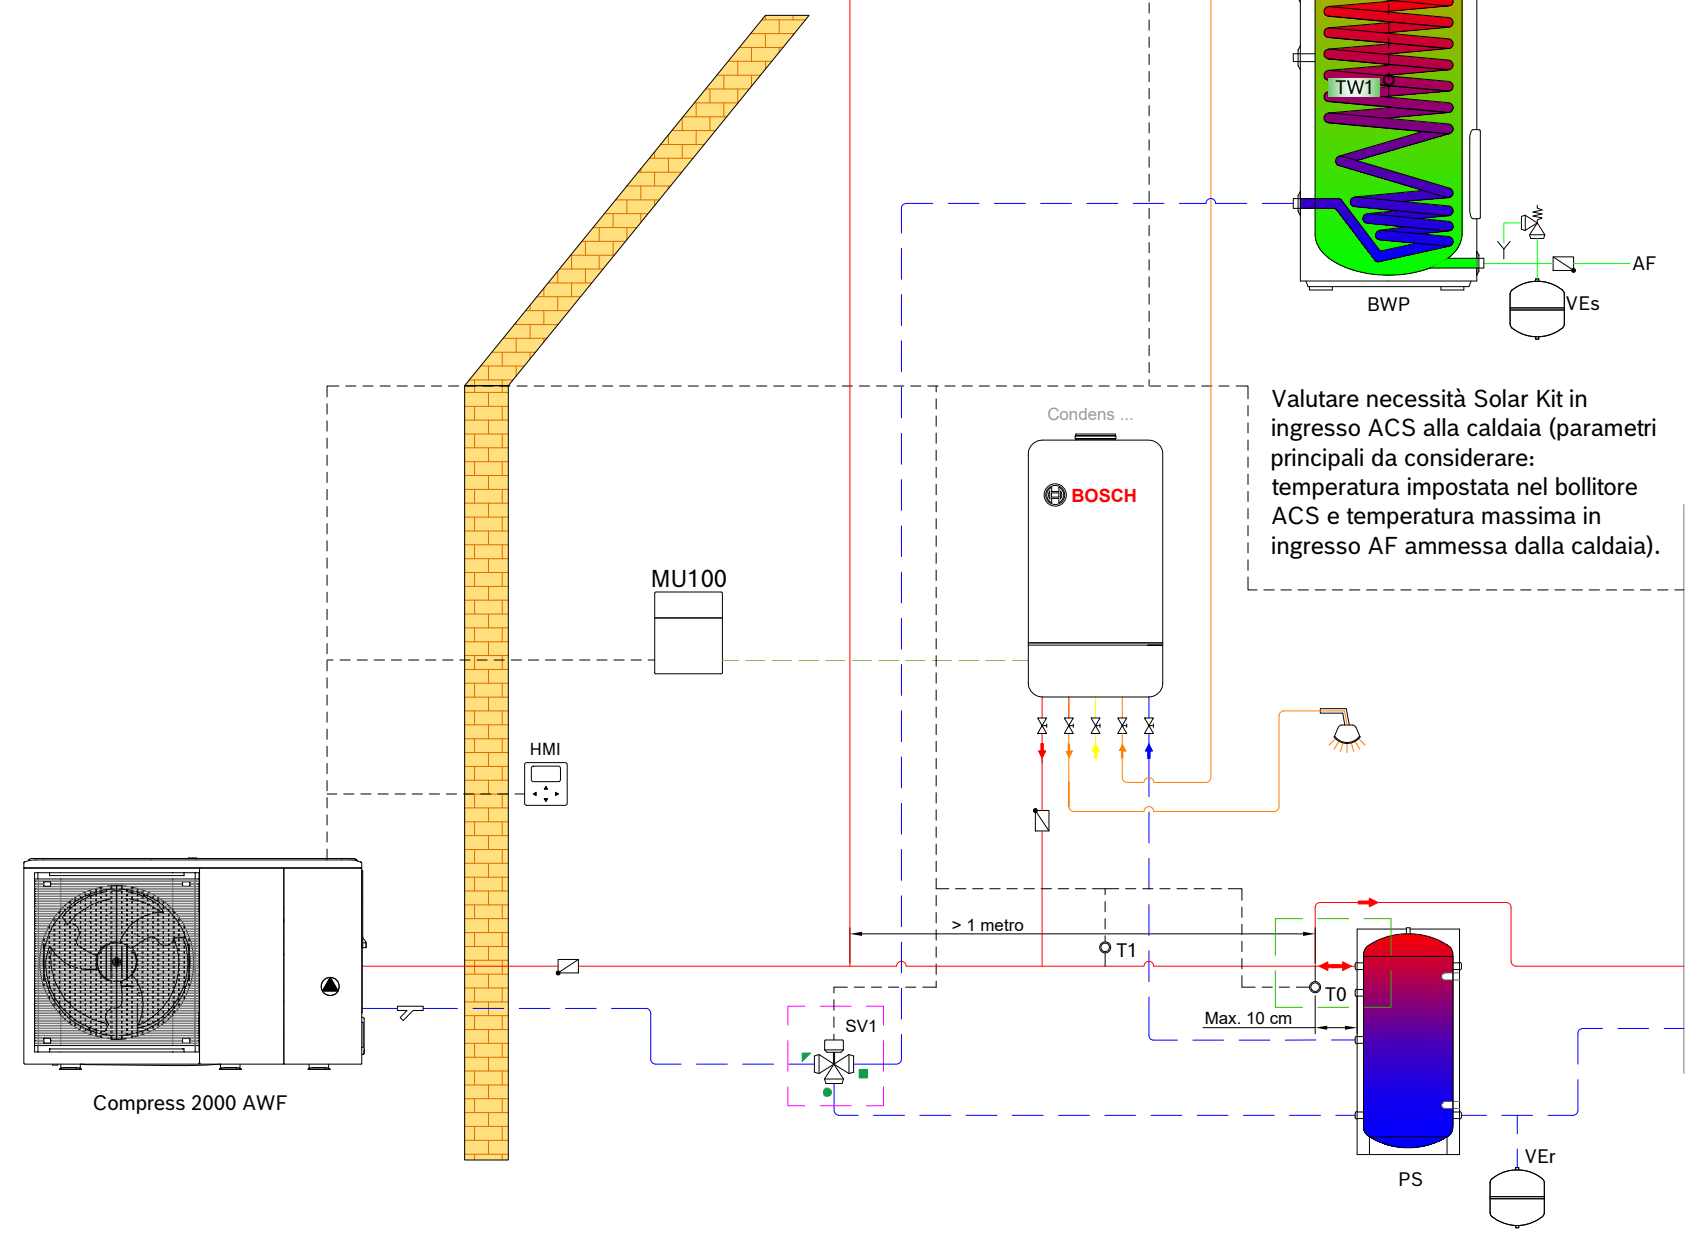 TW1
AF
VEs
BWP
Valutare necessità Solar Kit in
ingresso ACS alla caldaia (parametri
principali da considerare:
temperatura impostata nel bollitore
ACS e temperatura massima in
ingresso AF ammessa dalla caldaia).
Condens ...
BOSCH
MU100
HMI
> 1 metro
T1
T0
Max. 10 cm
SV1
Compress 2000 AWF
VEr
PS